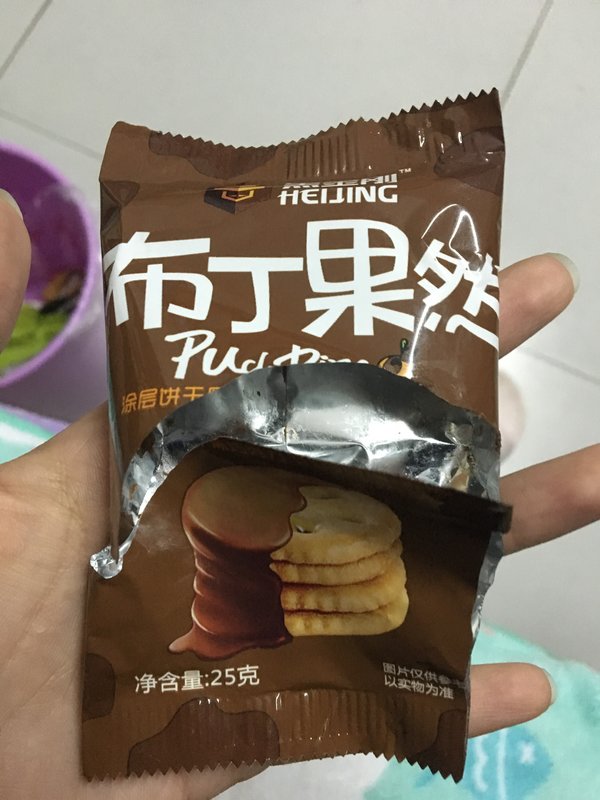 HEIJING™
布丁果然
涂层饼干
净含量:25克
图片仅供参考
以实物为准